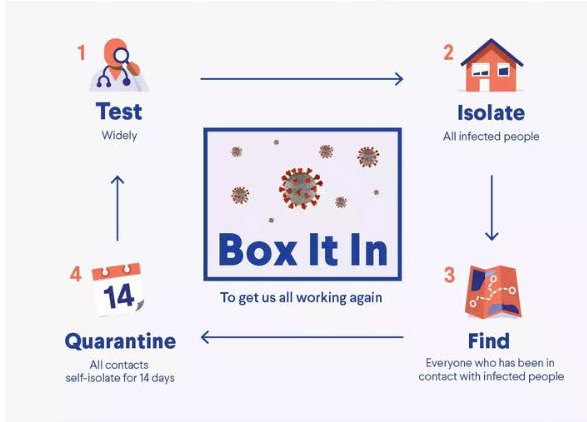 1
Test
Widely
2
Isolate
All infected people
Box It In
To get us all working again
3
Find
Everyone who has been in
contact with infected people
4
14
Quarantine
All contacts
self-isolate for 14 days